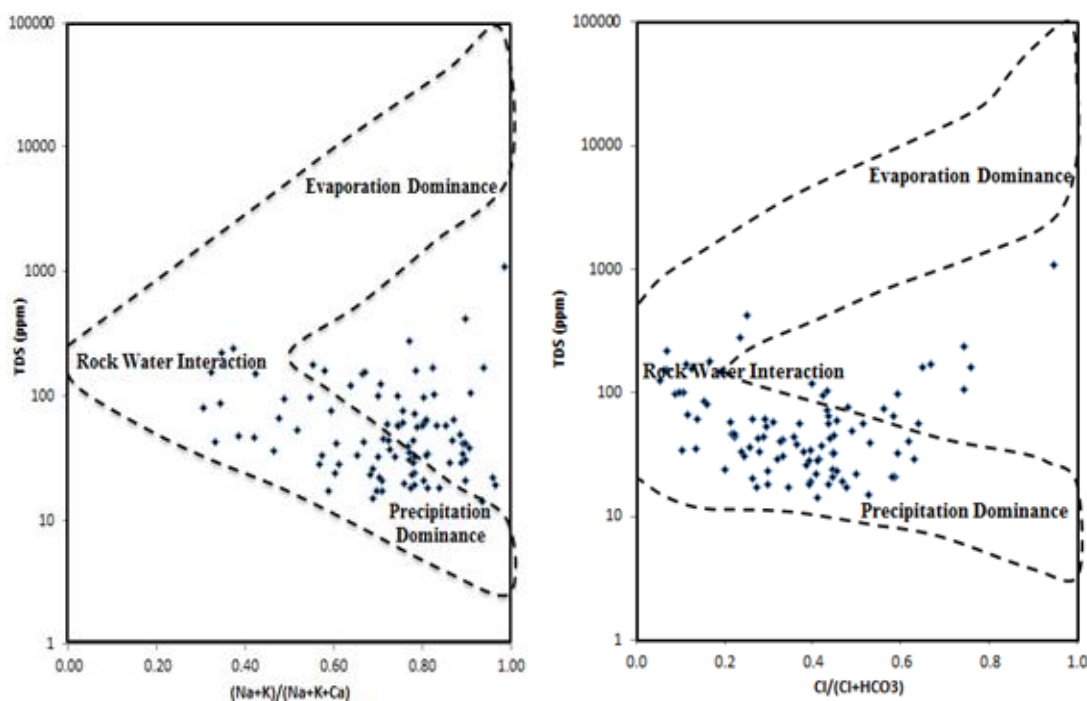 100000
10000
1000
100
10
1
TDS (ppm)
Evaporation Dominance
Rock Water Interaction
Precipitation
Dominance
0.00 0.20 0.40 0.60 0.80 1.00
(Na+K)/(Na+K+Ca)
100000
10000
1000
100
10
1
TDS (ppm)
Evaporation Dominance
Rock Water Interaction
Precipitation Dominance
0.0 0.2 0.4 0.6 0.8 1.0
Cl/(Cl+HCO3)